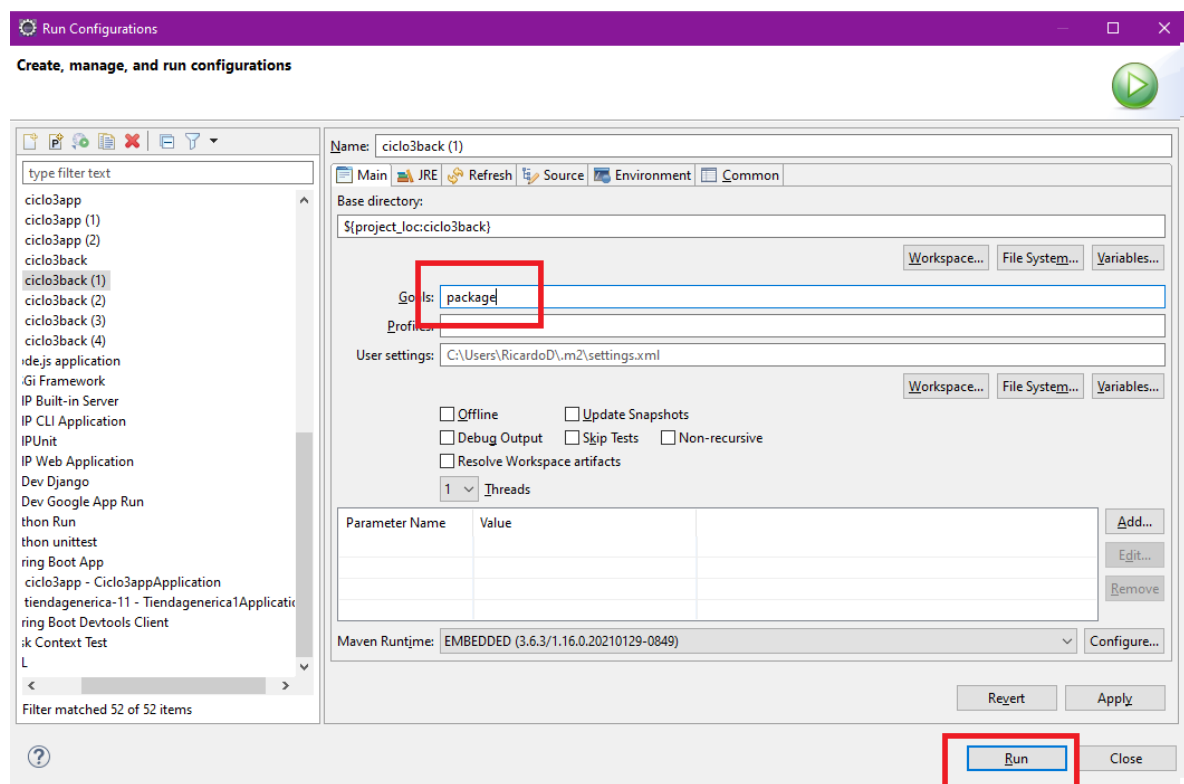 Run Configurations
Create, manage, and run configurations
type filter text
ciclo3app
ciclo3app (1)
ciclo3app (2)
ciclo3back
ciclo3back (1)
ciclo3back (2)
ciclo3back (3)
ciclo3back (4)
de.js application
Gi Framework
IP Built-in Server
IP CLI Application
IPUnit
IP Web Application
Dev Django
Dev Google App Run
thon Run
thon unittest
ring Boot App
ciclo3app - Ciclo3appApplication
tiendagenerica-11 - Tiendagenerica1Applicatio
ring Boot Devtools Client
k Context Test
L
Filter matched 52 of 52 items
Name: ciclo3back (1)
Main JRE Refresh Source Environment Common
Base directory:
${project_loc:ciclo3back}
Workspace... File System... Variables...
Goals: package
Profiles:
User settings: C:\Users\RicardoD\.m2\settings.xml
Workspace... File System... Variables...
Offline Update Snapshots
Debug Output Skip Tests Non-recursive
Resolve Workspace artifacts
1 Threads
Parameter Name Value
Add...
Edit...
Remove
Maven Runtime: EMBEDDED (3.6.3/1.16.0.20210129-0849) Configure...
Revert Apply
? Run Close